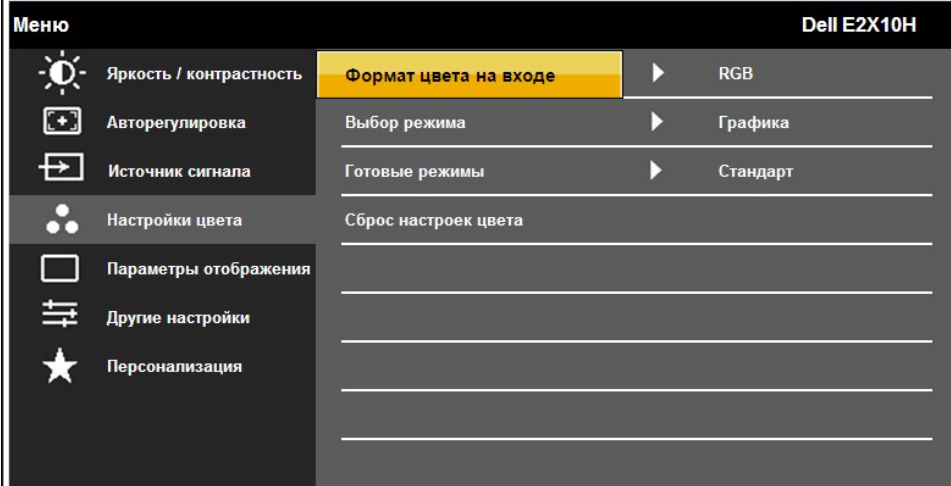 Меню Dell E2X10H
Яркость / контрастность Формат цвета на входе RGB
Авторегулировка Выбор режима Графика
Источник сигнала Готовые режимы Стандарт
Настройки цвета Сброс настроек цвета
Параметры отображения
Другие настройки
Персонализация